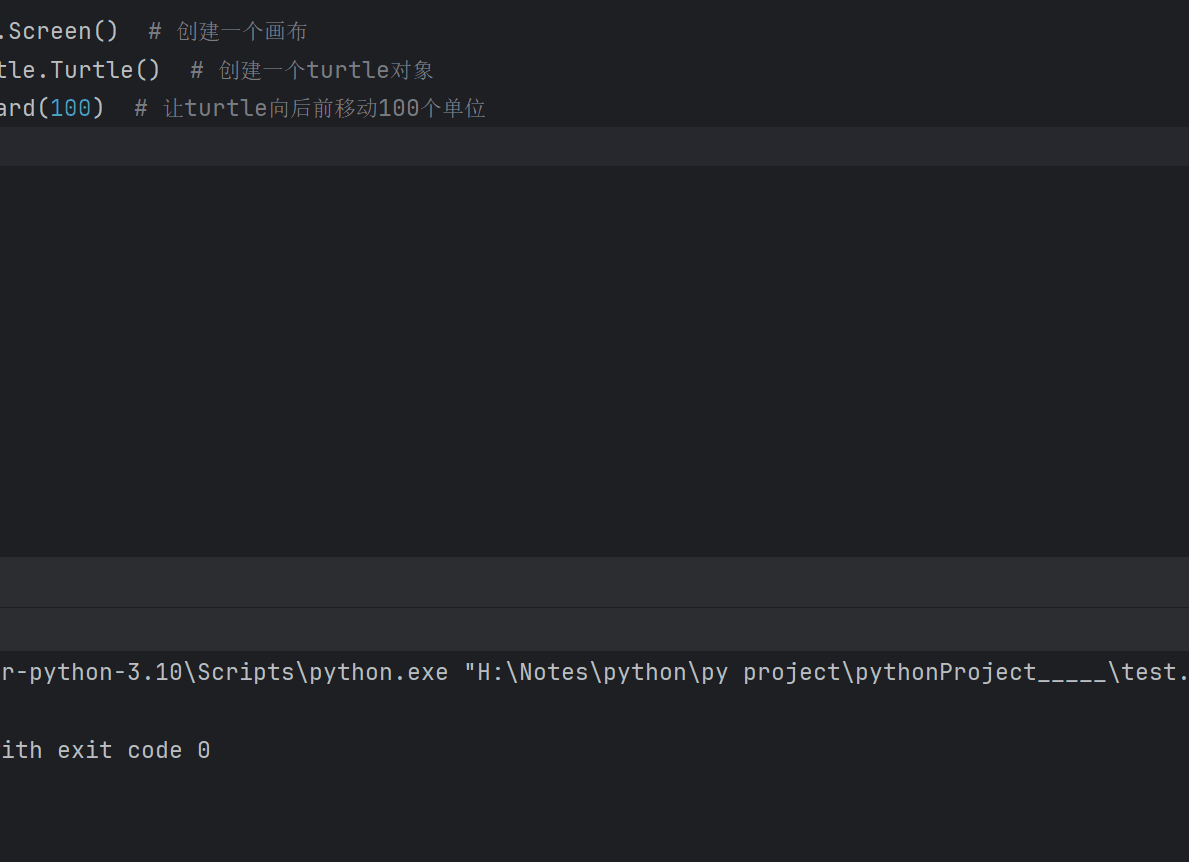 .Screen()  # 创建一个画布
tle.Turtle()  # 创建一个turtle对象
ard(100)  # 让turtle向后前移动100个单位
r-python-3.10\Scripts\python.exe "H:\Notes\python\py project\pythonProject_____\test.
ith exit code 0